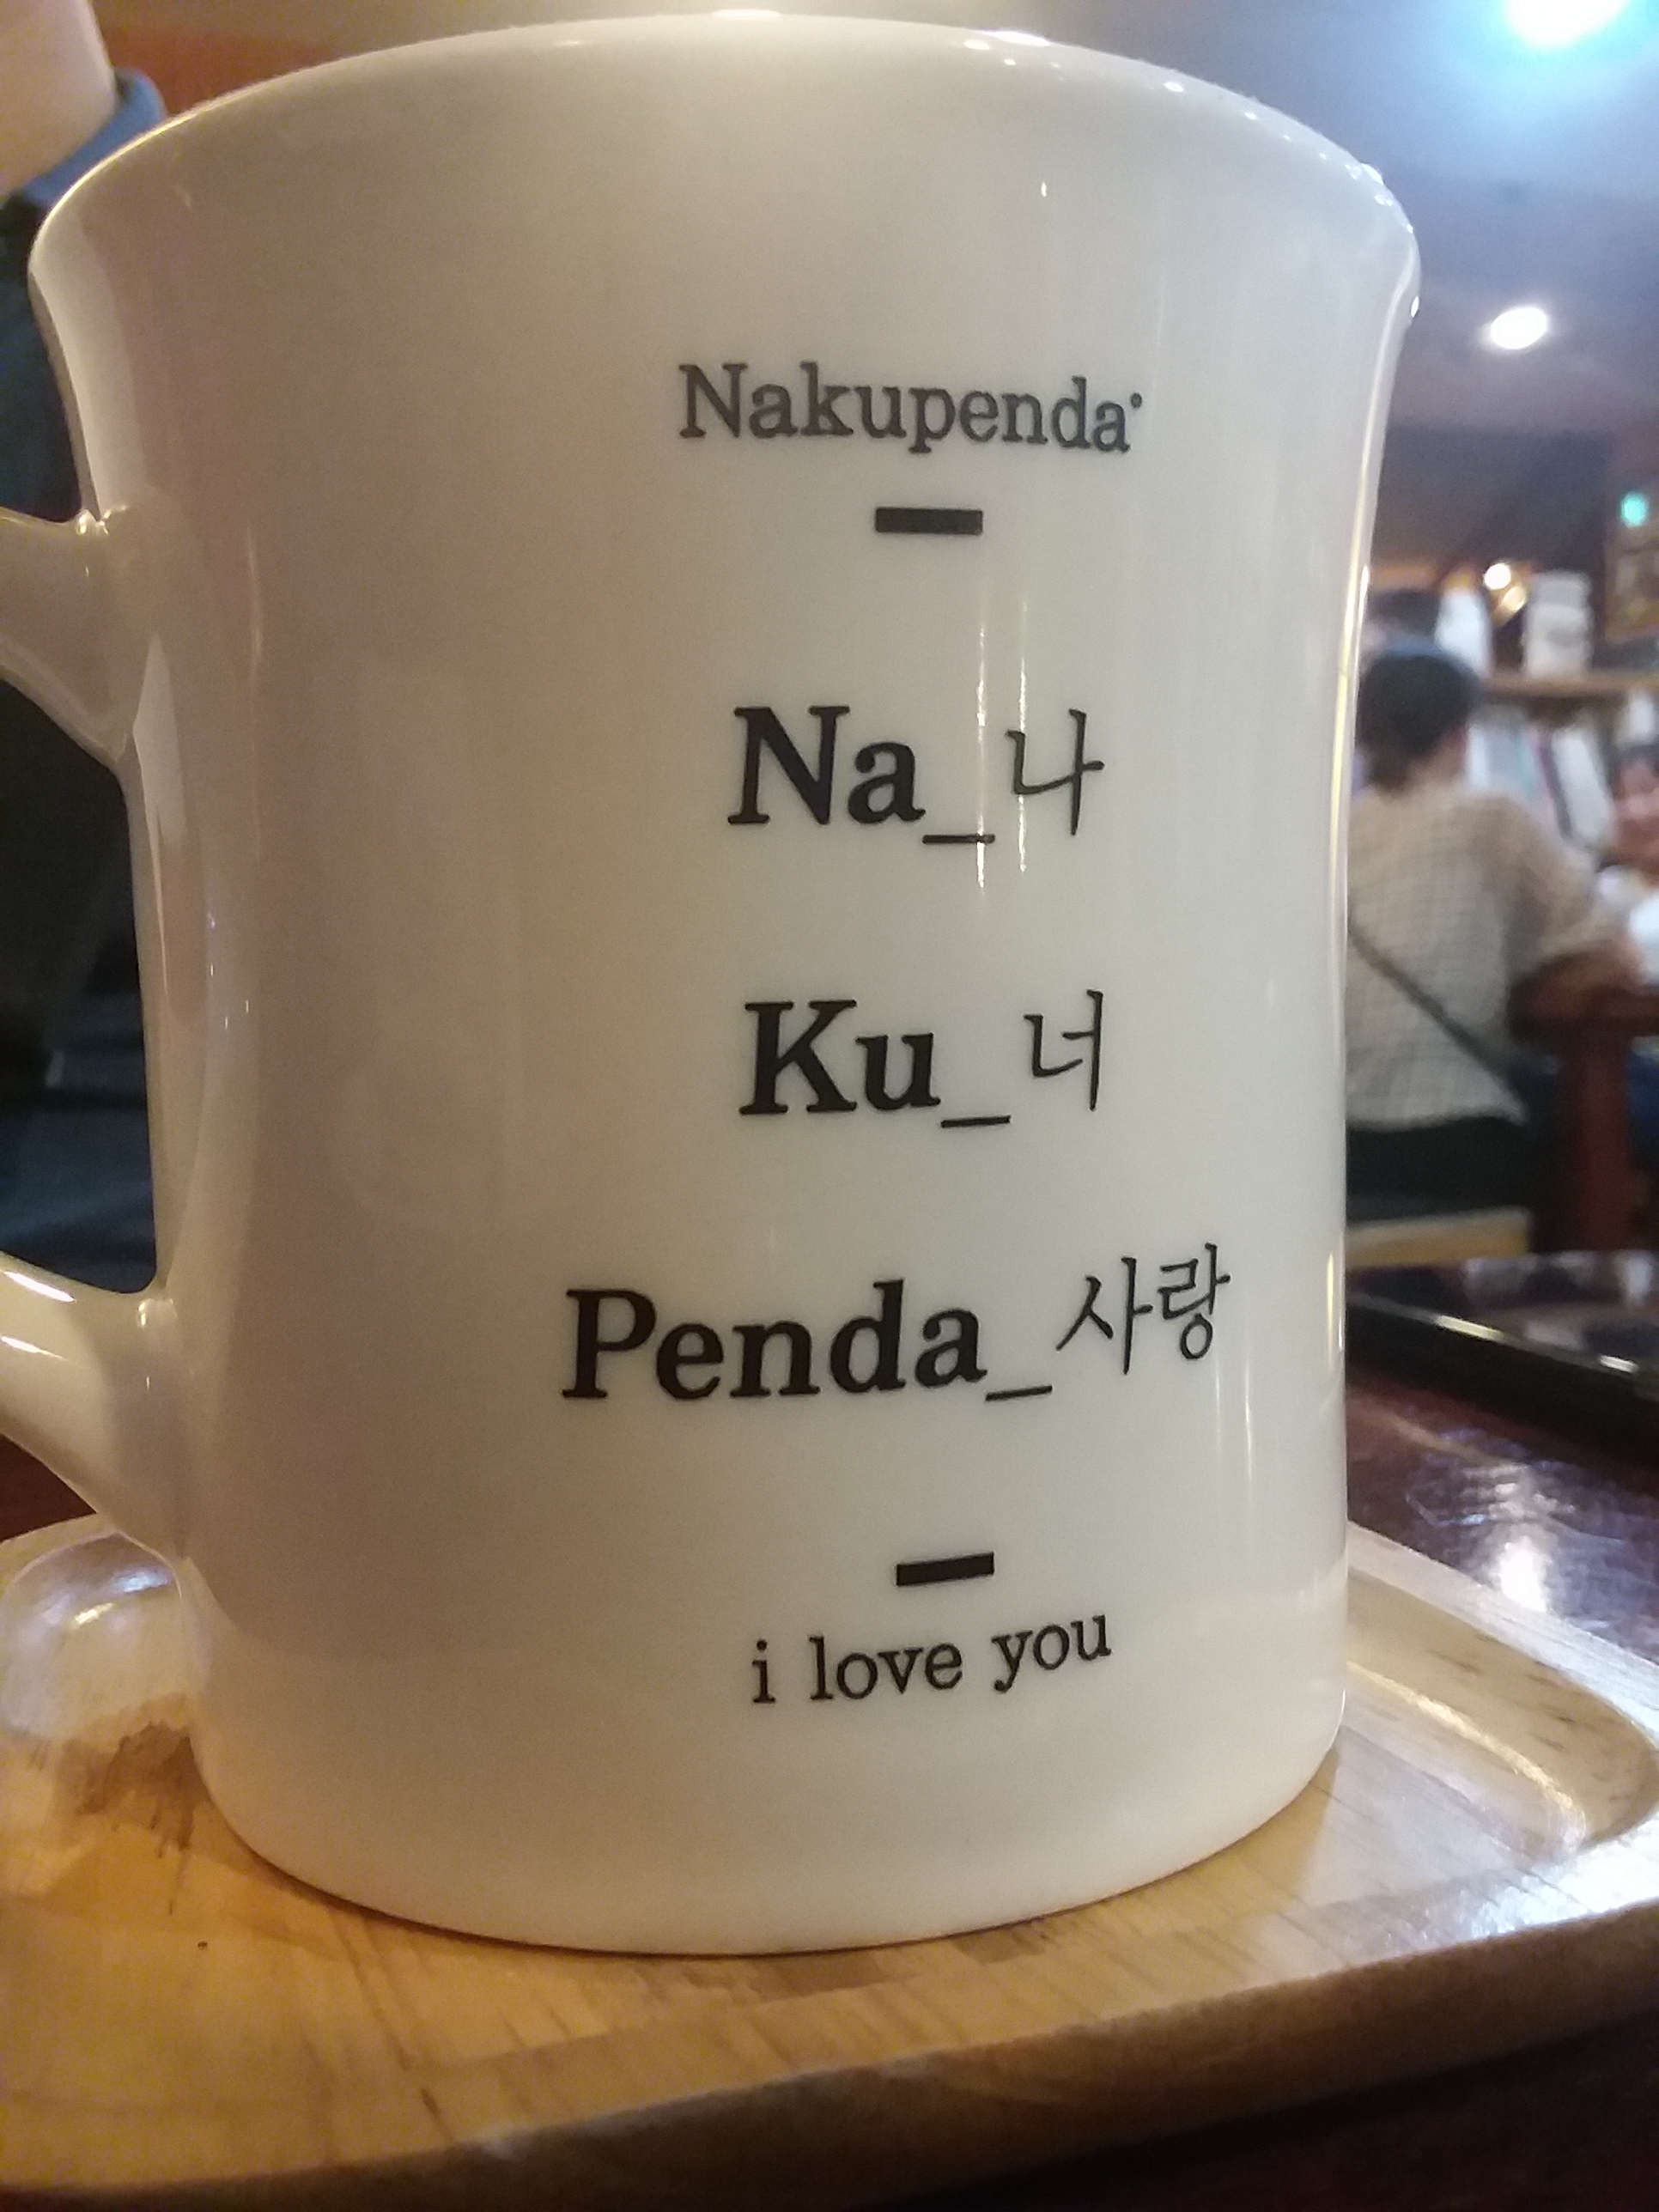 Nakupenda
Na_나
Ku_너
Penda_사랑
i love you